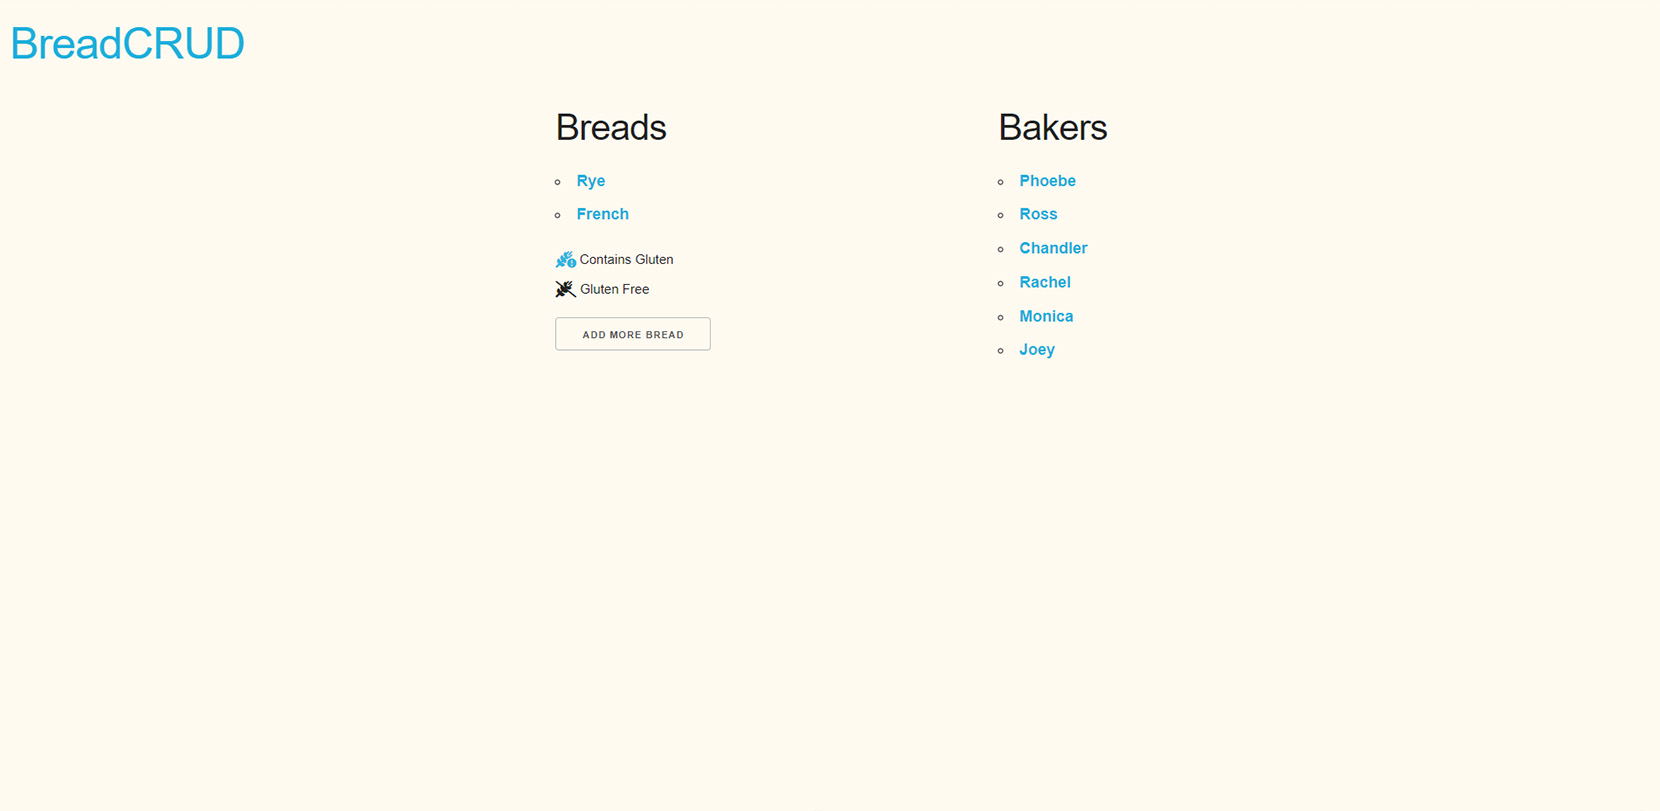 BreadCRUD
Breads
Rye
French
Contains Gluten
Gluten Free
ADD MORE BREAD
Bakers
Phoebe
Ross
Chandler
Rachel
Monica
Joey